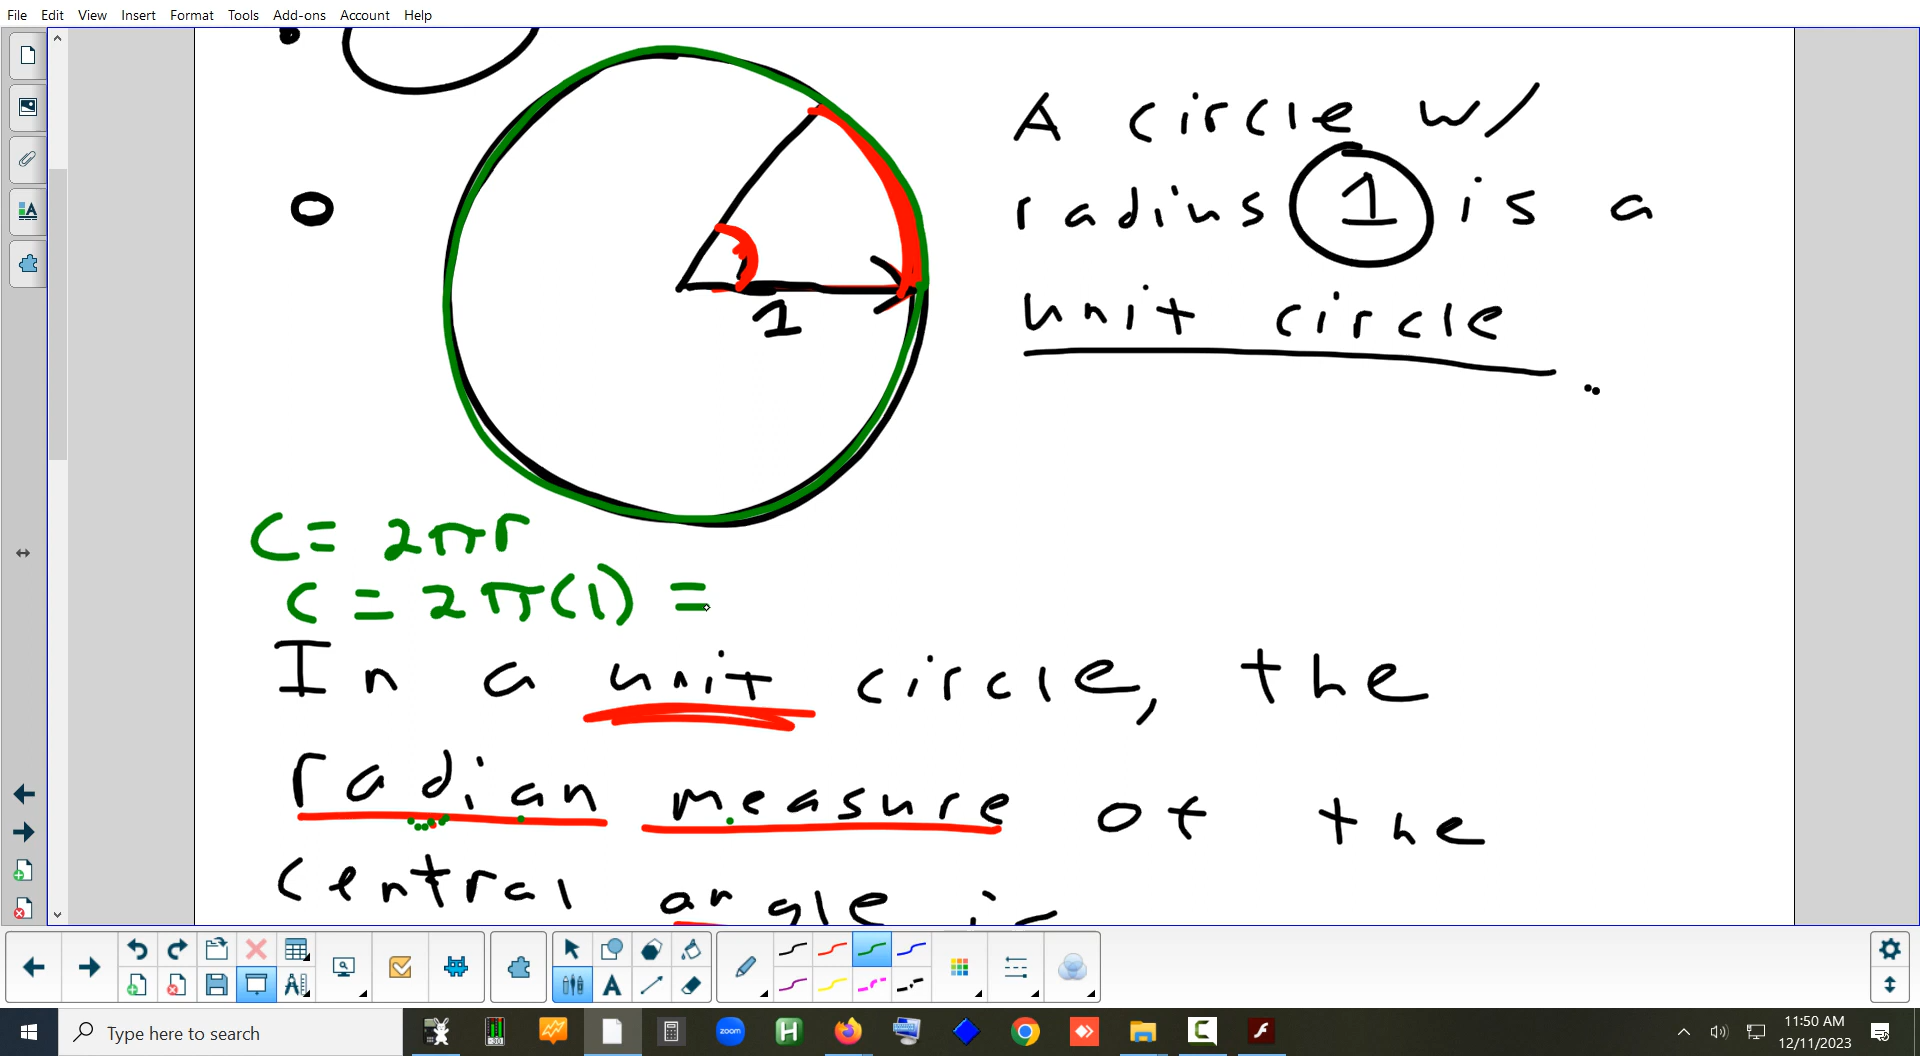 File Edit View Insert Format Tools Add-ons Account Help
A circle w/
radius 1 is a
unit circle
1
C = 2πr
C = 2π(1) =
In a unit circle, the
radian measure of the
central angle is
Type here to search
zoom
11:50 AM
12/11/2023